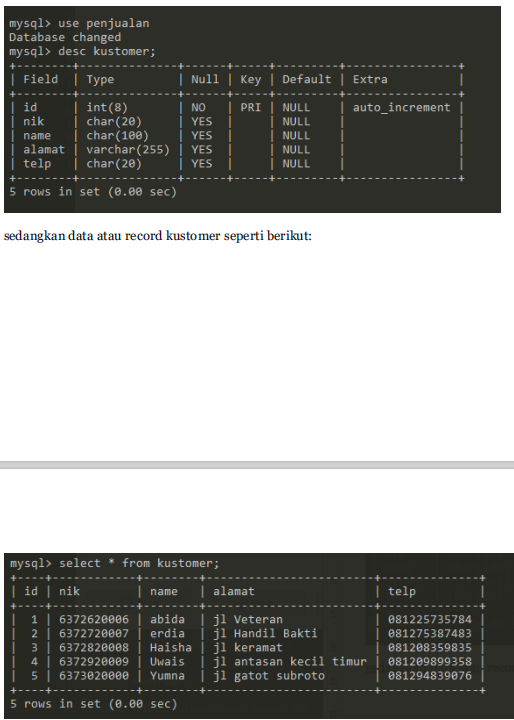 mysql> use penjualan
Database changed
mysql> desc kustomer;
+--------+--------------+------+-----+---------+----------------+
| Field | Type | Null | Key | Default | Extra |
+--------+--------------+------+-----+---------+----------------+
| id | int(8) | NO | PRI | NULL | auto_increment |
| nik | char(20) | YES | | NULL | |
| name | char(100) | YES | | NULL | |
| alamat | varchar(255) | YES | | NULL | |
| telp | char(20) | YES | | NULL | |
+--------+--------------+------+-----+---------+----------------+
5 rows in set (0.00 sec)
sedangkan data atau record kustomer seperti berikut:
mysql> select * from kustomer;
+----+------------+--------+------------------------+--------------+
| id | nik | name | alamat | telp |
+----+------------+--------+------------------------+--------------+
| 1 | 6372620006 | abida | jl Veteran | 081225735784 |
| 2 | 6372720007 | erdia | jl Handil Bakti | 081275387483 |
| 3 | 6372820008 | Haisha | jl keramat | 081208359835 |
| 4 | 6372920009 | Uwais | jl antasan kecil timur | 081209899358 |
| 5 | 6373020000 | Yumna | jl gatot subroto | 081294839076 |
+----+------------+--------+------------------------+--------------+
5 rows in set (0.00 sec)